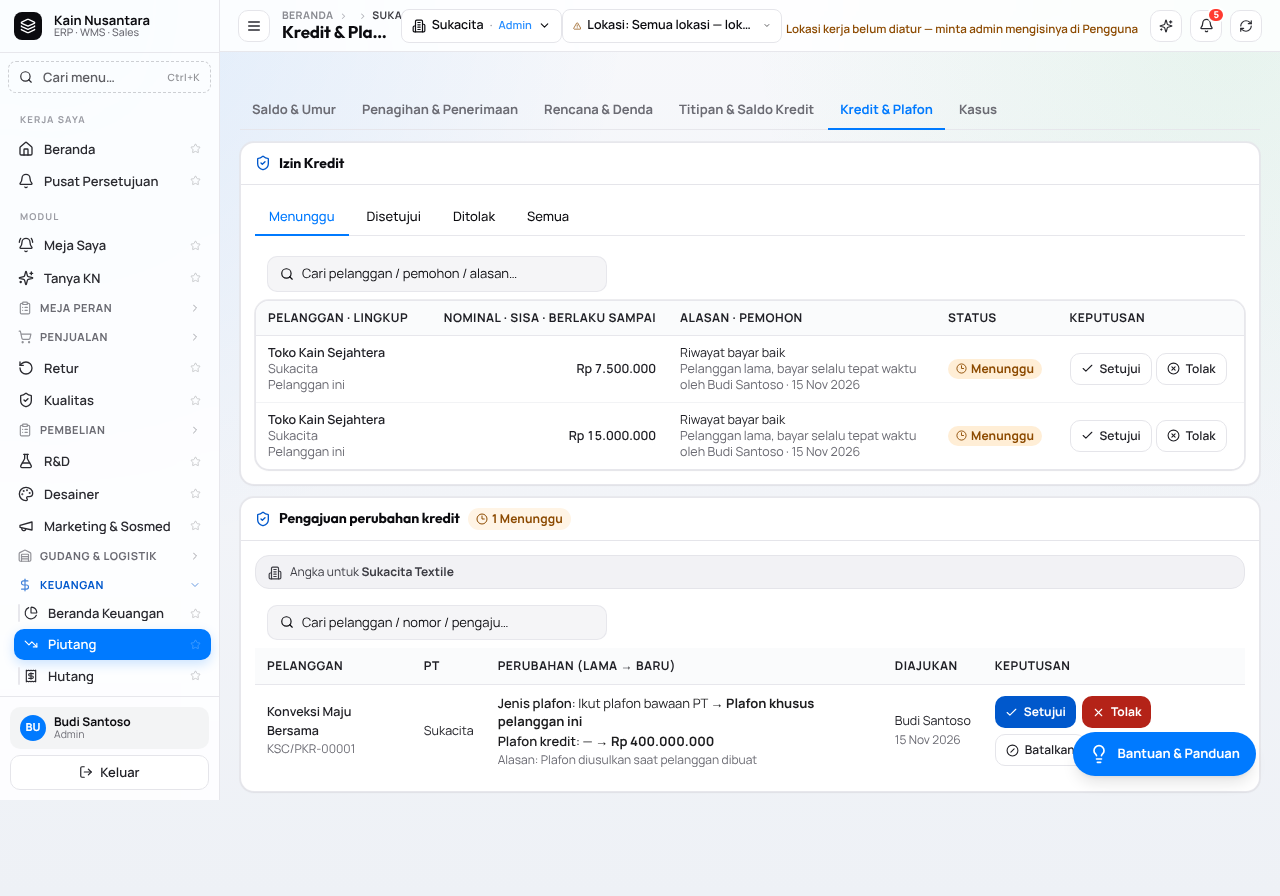 Kain Nusantara
ERP · WMS · Sales
Cari menu... Ctrl+K
KERJA SAYA
Beranda
Pusat Persetujuan
MODUL
Meja Saya
Tanya KN
MEJA PERAN
PENJUALAN
Retur
Kualitas
PEMBELIAN
R&D
Desainer
Marketing & Sosmed
GUDANG & LOGISTIK
KEUANGAN
Beranda Keuangan
Piutang
Hutang
BU
Budi Santoso
Admin
Keluar
BERANDA SUKA
Kredit & Pla...
Sukacita · Admin
Lokasi: Semua lokasi — lok...
Lokasi kerja belum diatur — minta admin mengisinya di Pengguna
5
Saldo & Umur Penagihan & Penerimaan Rencana & Denda Titipan & Saldo Kredit Kredit & Plafon Kasus
Izin Kredit
Menunggu Disetujui Ditolak Semua
Cari pelanggan / pemohon / alasan...
PELANGGAN · LINGKUP NOMINAL · SISA · BERLAKU SAMPAI ALASAN · PEMOHON STATUS KEPUTUSAN
Toko Kain Sejahtera
Sukacita
Pelanggan ini
Rp 7.500.000
Riwayat bayar baik
Pelanggan lama, bayar selalu tepat waktu
oleh Budi Santoso · 15 Nov 2026
Menunggu
Setujui Tolak
Toko Kain Sejahtera
Sukacita
Pelanggan ini
Rp 15.000.000
Riwayat bayar baik
Pelanggan lama, bayar selalu tepat waktu
oleh Budi Santoso · 15 Nov 2026
Menunggu
Setujui Tolak
Pengajuan perubahan kredit 1 Menunggu
Angka untuk Sukacita Textile
Cari pelanggan / nomor / pengaju...
PELANGGAN PT PERUBAHAN (LAMA → BARU) DIAJUKAN KEPUTUSAN
Konveksi Maju
Bersama
KSC/PKR-00001
Sukacita
Jenis plafon: Ikut plafon bawaan PT → Plafon khusus
pelanggan ini
Plafon kredit: — → Rp 400.000.000
Alasan: Plafon diusulkan saat pelanggan dibuat
Budi Santoso
15 Nov 2026
Setujui Tolak
Batalkan
Bantuan & Panduan